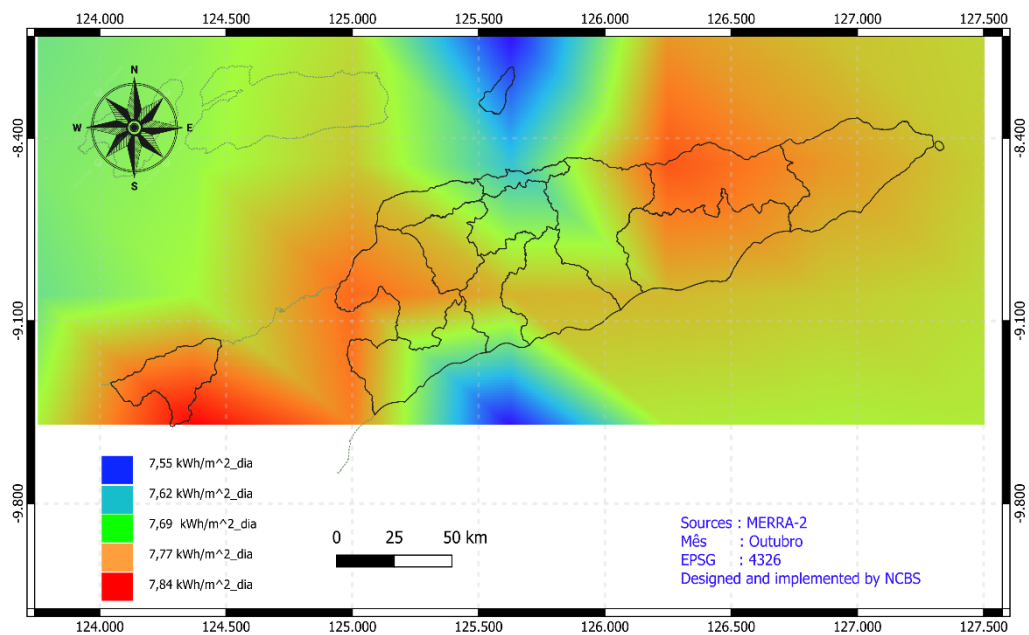 124.000 124.500 125.000 125.500 126.000 126.500 127.000 127.500
N
W E
S
-8.400 -8.400
-9.100 -9.100
-9.800 -9.800
7,55 kWh/m^2_dia
7,62 kWh/m^2_dia
7,69 kWh/m^2_dia
7,77 kWh/m^2_dia
7,84 kWh/m^2_dia
0 25 50 km
Sources : MERRA-2
Mês : Outubro
EPSG : 4326
Designed and implemented by NCBS
124.000 124.500 125.000 125.500 126.000 126.500 127.000 127.500